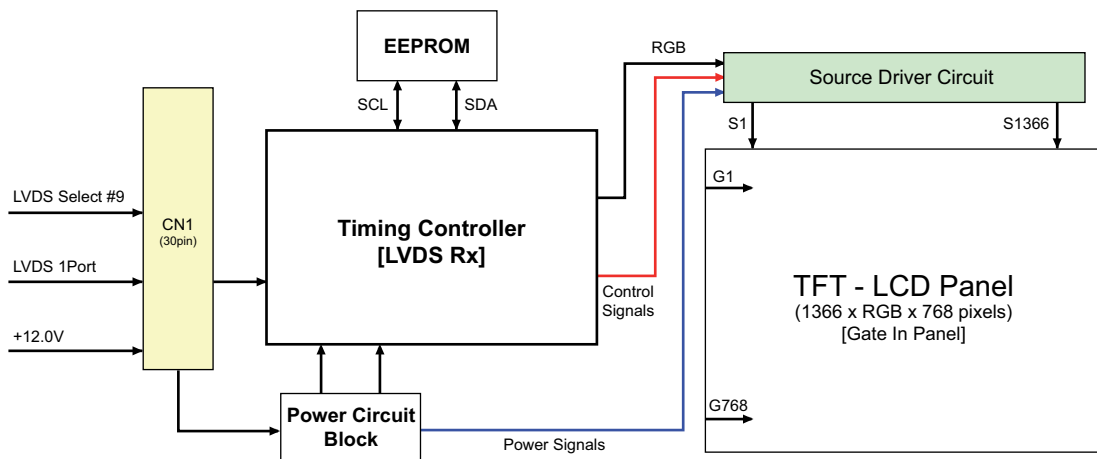 EEPROM
SCL
SDA
RGB
Source Driver Circuit
S1
S1366
CN1
(30pin)
LVDS Select #9
LVDS 1Port
+12.0V
Timing Controller
[LVDS Rx]
Control
Signals
G1
TFT - LCD Panel
(1366 x RGB x 768 pixels)
[Gate In Panel]
G768
Power Circuit
Block
Power Signals